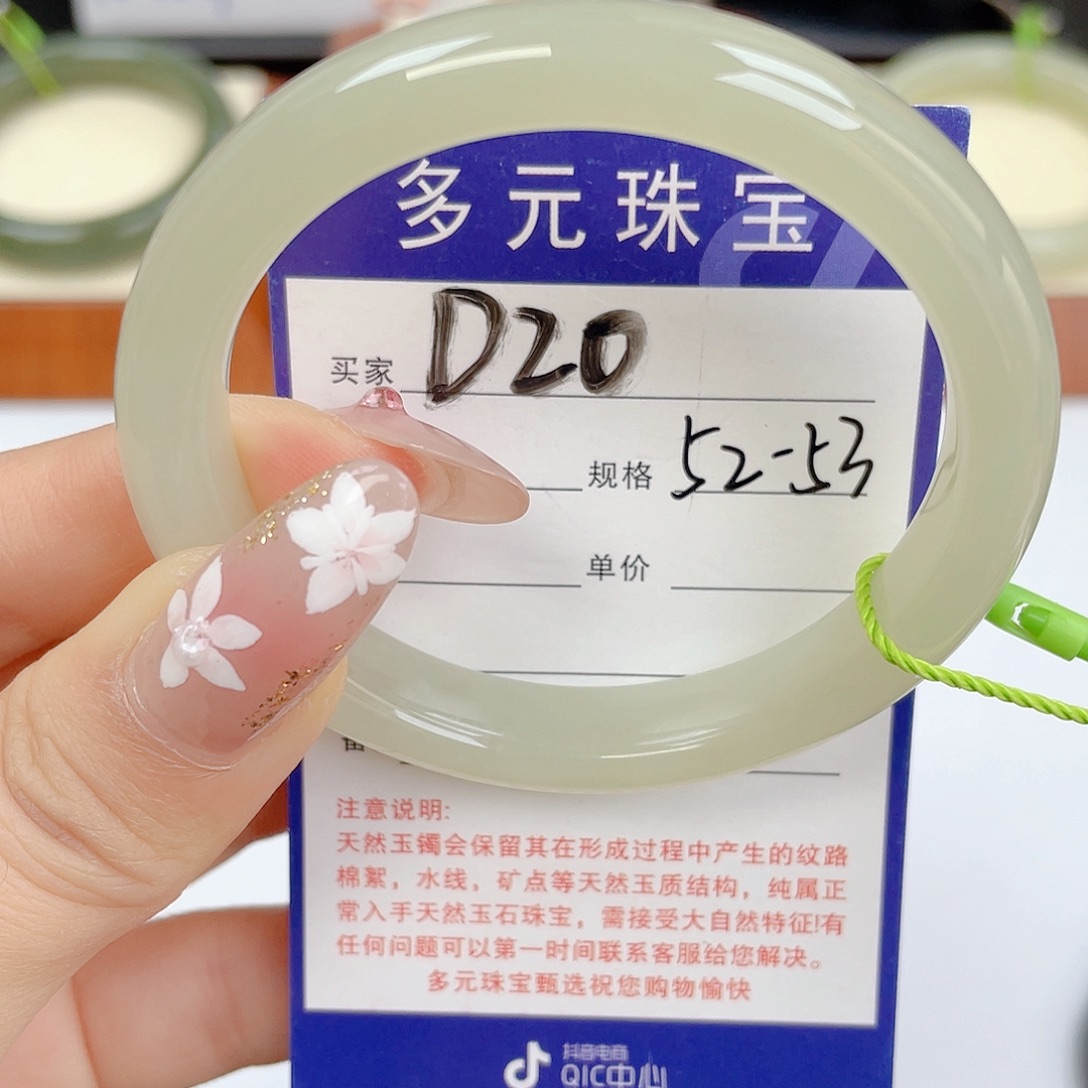 多元珠宝
买家 D20
规格 52-53
单价
注意说明:
天然玉镯会保留其在形成过程中产生的纹路
棉絮，水线，矿点等天然玉质结构，纯属正
常入手天然玉石珠宝，需接受大自然特征!有
任何问题可以第一时间联系客服给您解决。
多元珠宝甄选祝您购物愉快
抖音电商
QIC中心